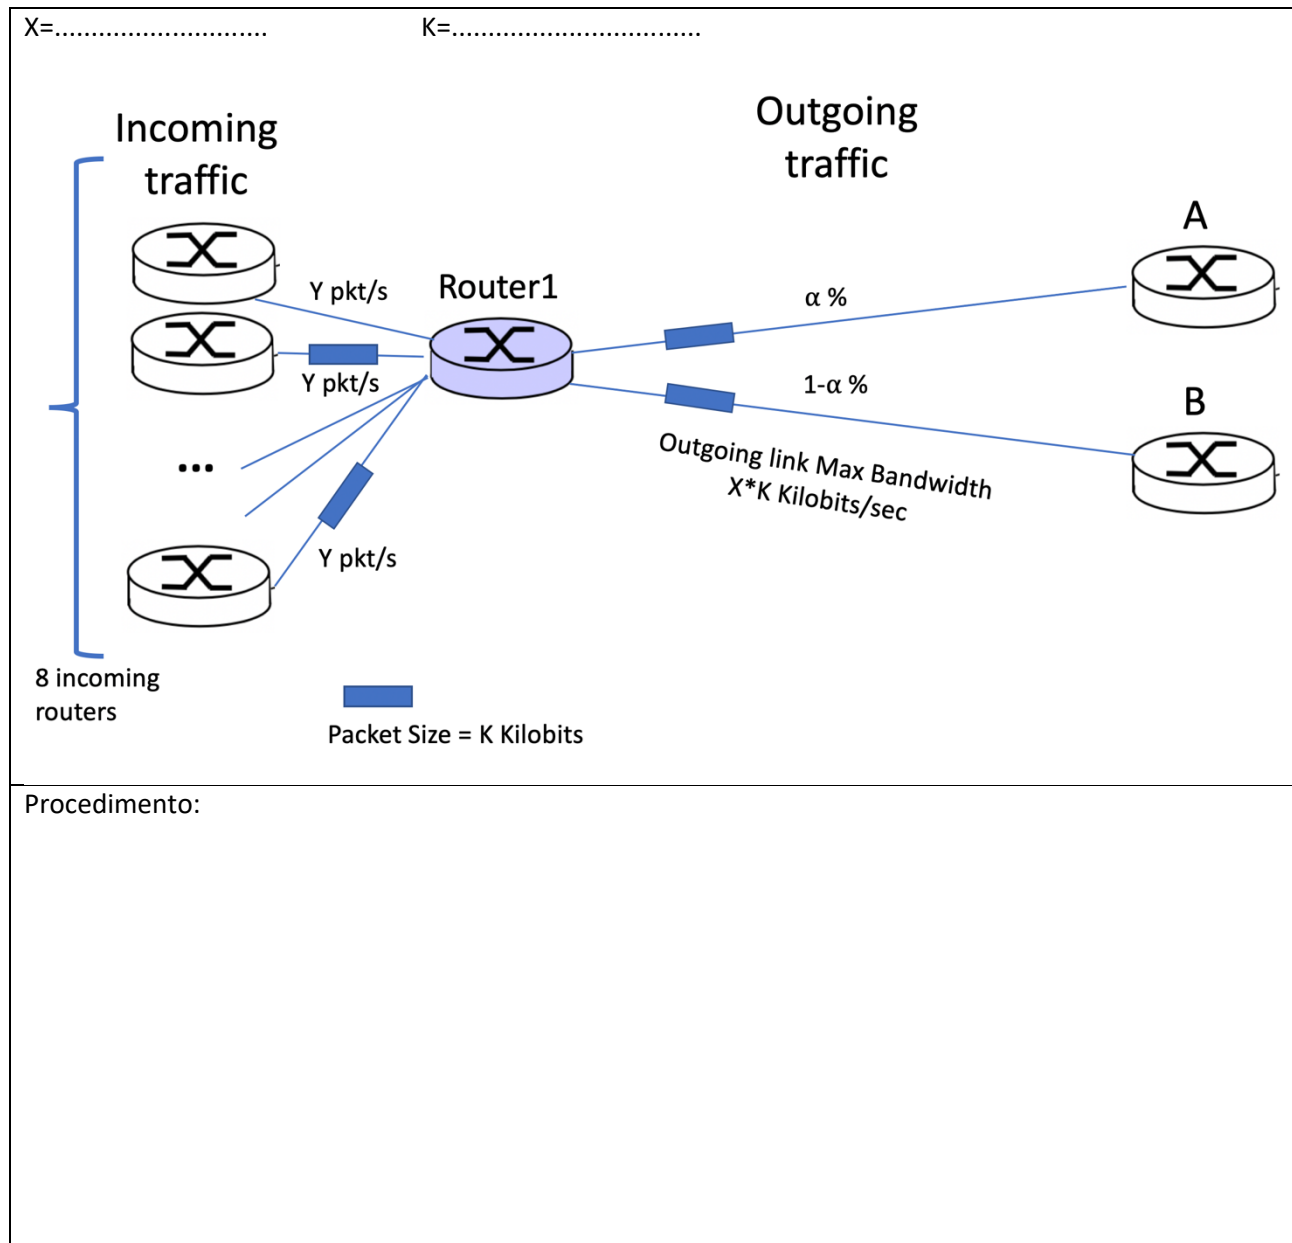 X=............................. K=..................................
Incoming
traffic
Outgoing
traffic
A
Y pkt/s
Router1
α %
Y pkt/s
1-α %
B
Outgoing link Max Bandwidth
X*K Kilobits/sec
...
Y pkt/s
8 incoming
routers
Packet Size = K Kilobits
Procedimento: